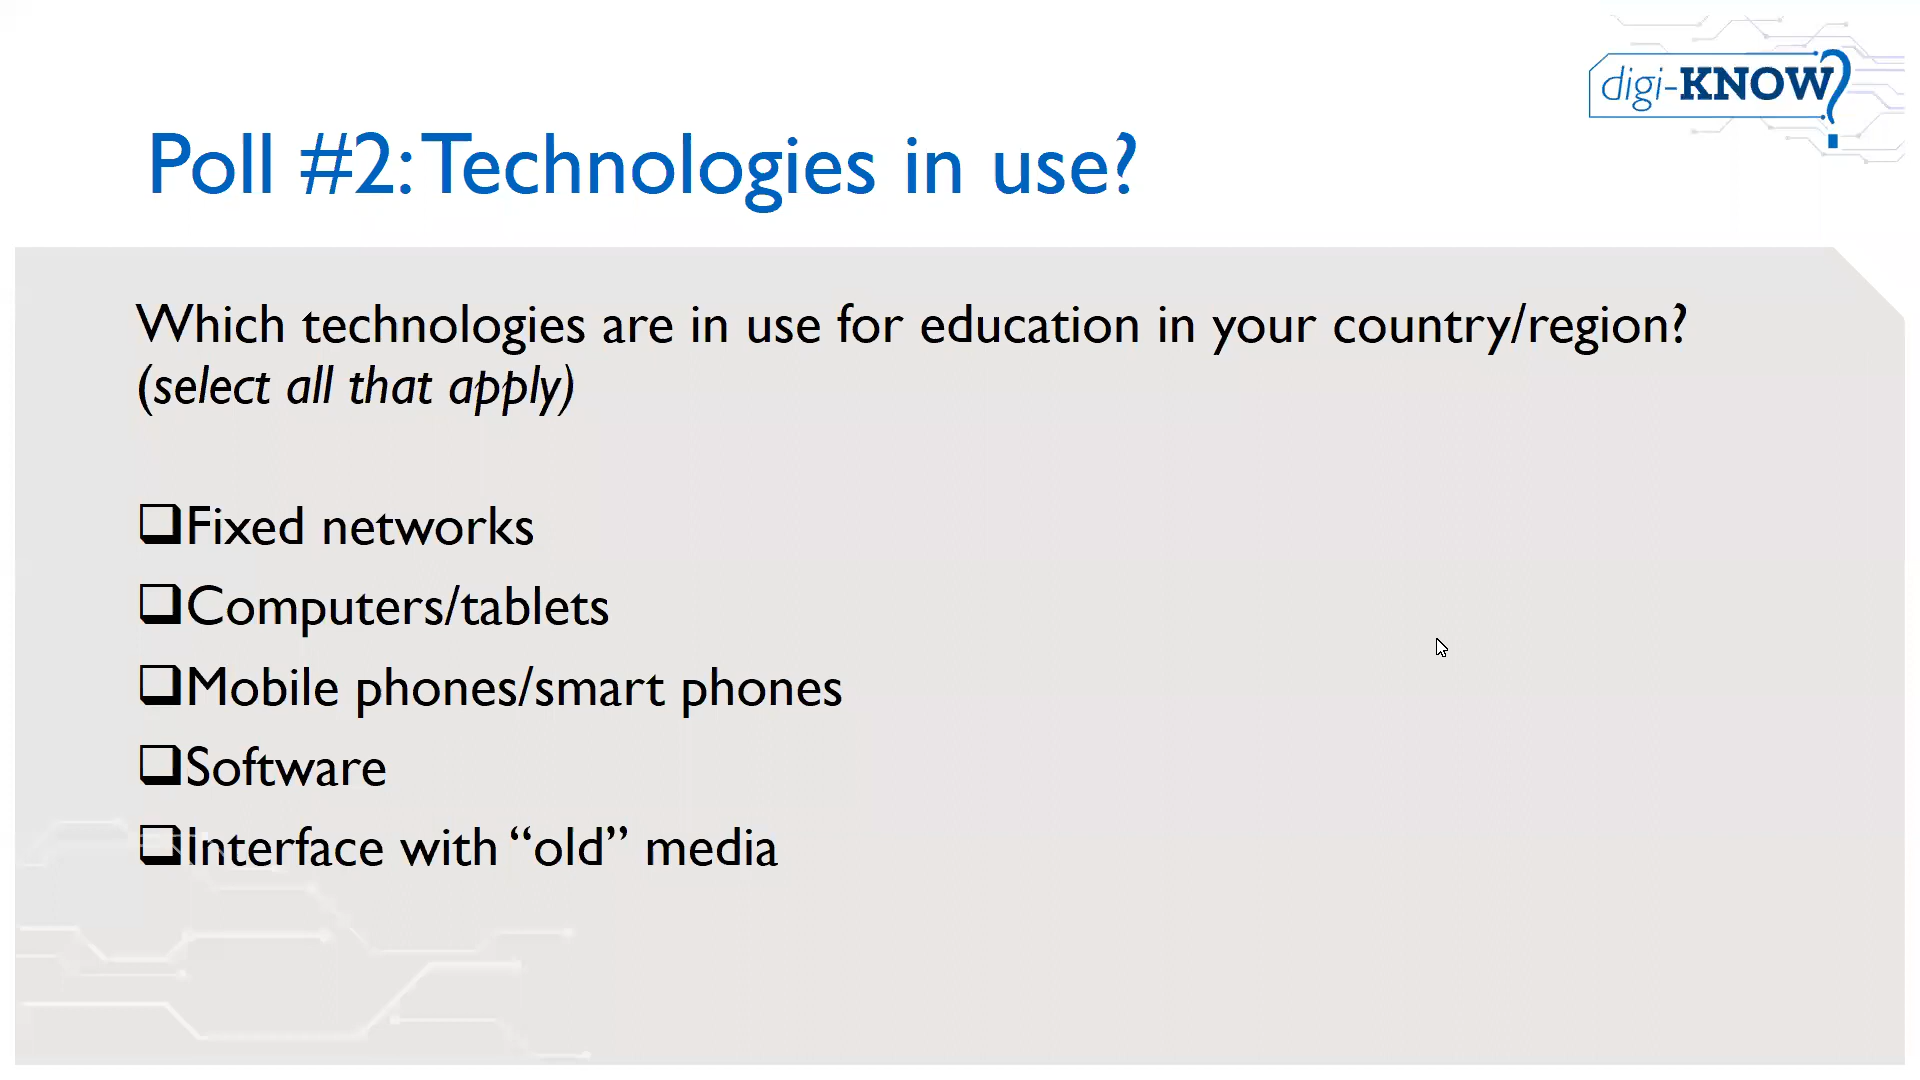 digi-KNOW?
Poll #2: Technologies in use?
Which technologies are in use for education in your country/region?
(select all that apply)
Fixed networks
Computers/tablets
Mobile phones/smart phones
Software
Interface with “old” media